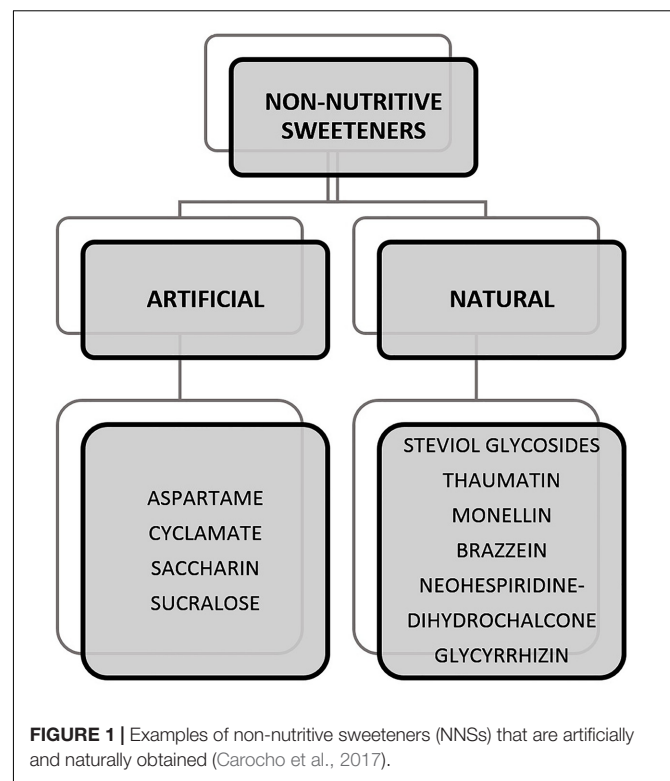 NON-NUTRITIVE
SWEETENERS
ARTIFICIAL
NATURAL
ASPARTAME
CYCLAMATE
SACCHARIN
SUCRALOSE
STEVIOL GLYCOSIDES
THAUMATIN
MONELLIN
BRAZZEIN
NEOHESPIRIDINE-
DIHYDROCHALCONE
GLYCYRRHIZIN
FIGURE 1 | Examples of non-nutritive sweeteners (NNSs) that are artificially
and naturally obtained (Carocho et al., 2017).